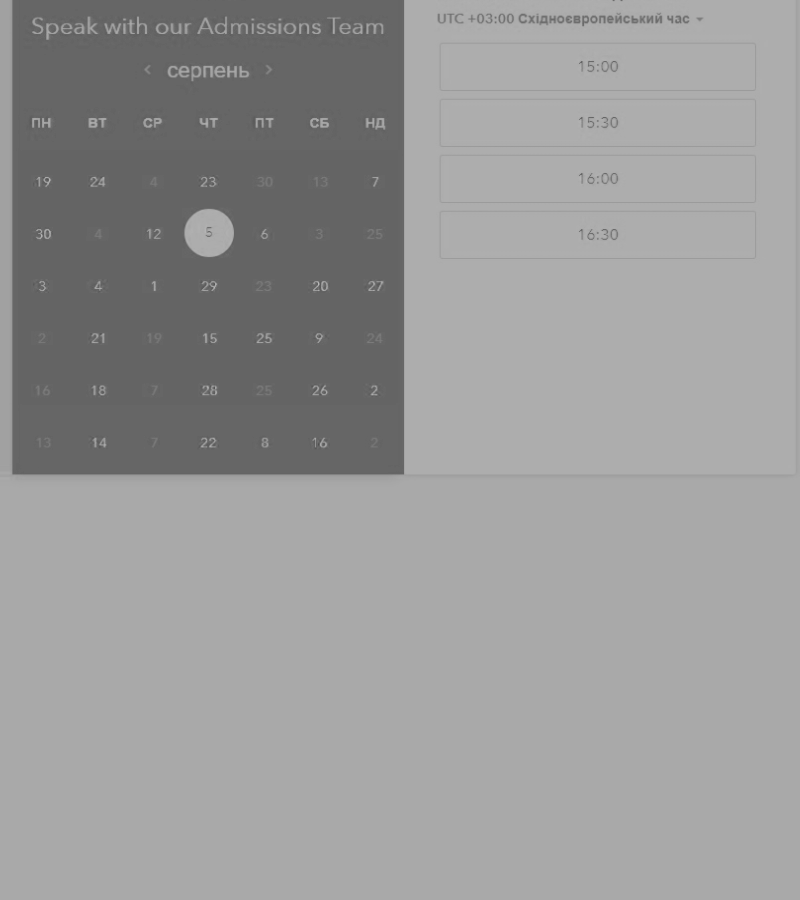 Speak with our Admissions Team
серпень
ПН ВТ СР ЧТ ПТ СБ НД
19 24 4 23 30 13 7
30 4 12 5 6 3 25
3 4 1 29 23 20 27
2 21 19 15 25 9 24
16 18 7 28 25 26 2
13 14 7 22 8 16 2
UTC +03:00 Східноєвропейський час
15:00
15:30
16:00
16:30